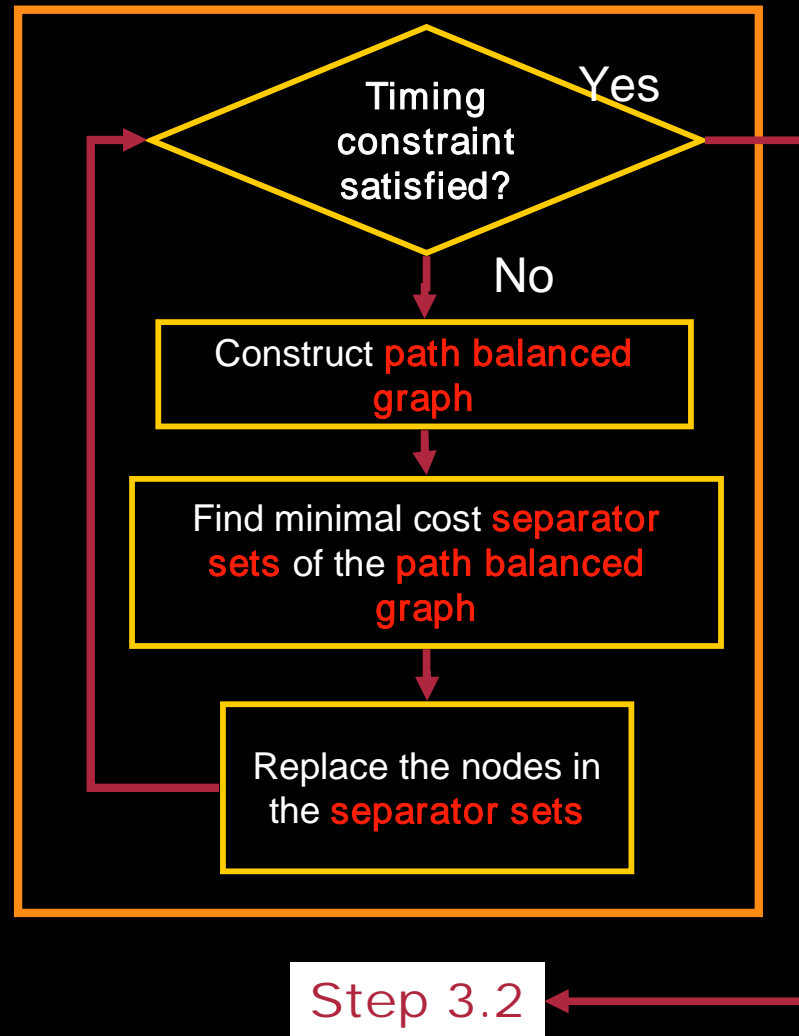 Yes
Timing
constraint
satisfied?
No
Construct path balanced
graph
Find minimal cost separator
sets of the path balanced
graph
Replace the nodes in
the separator sets
Step 3.2